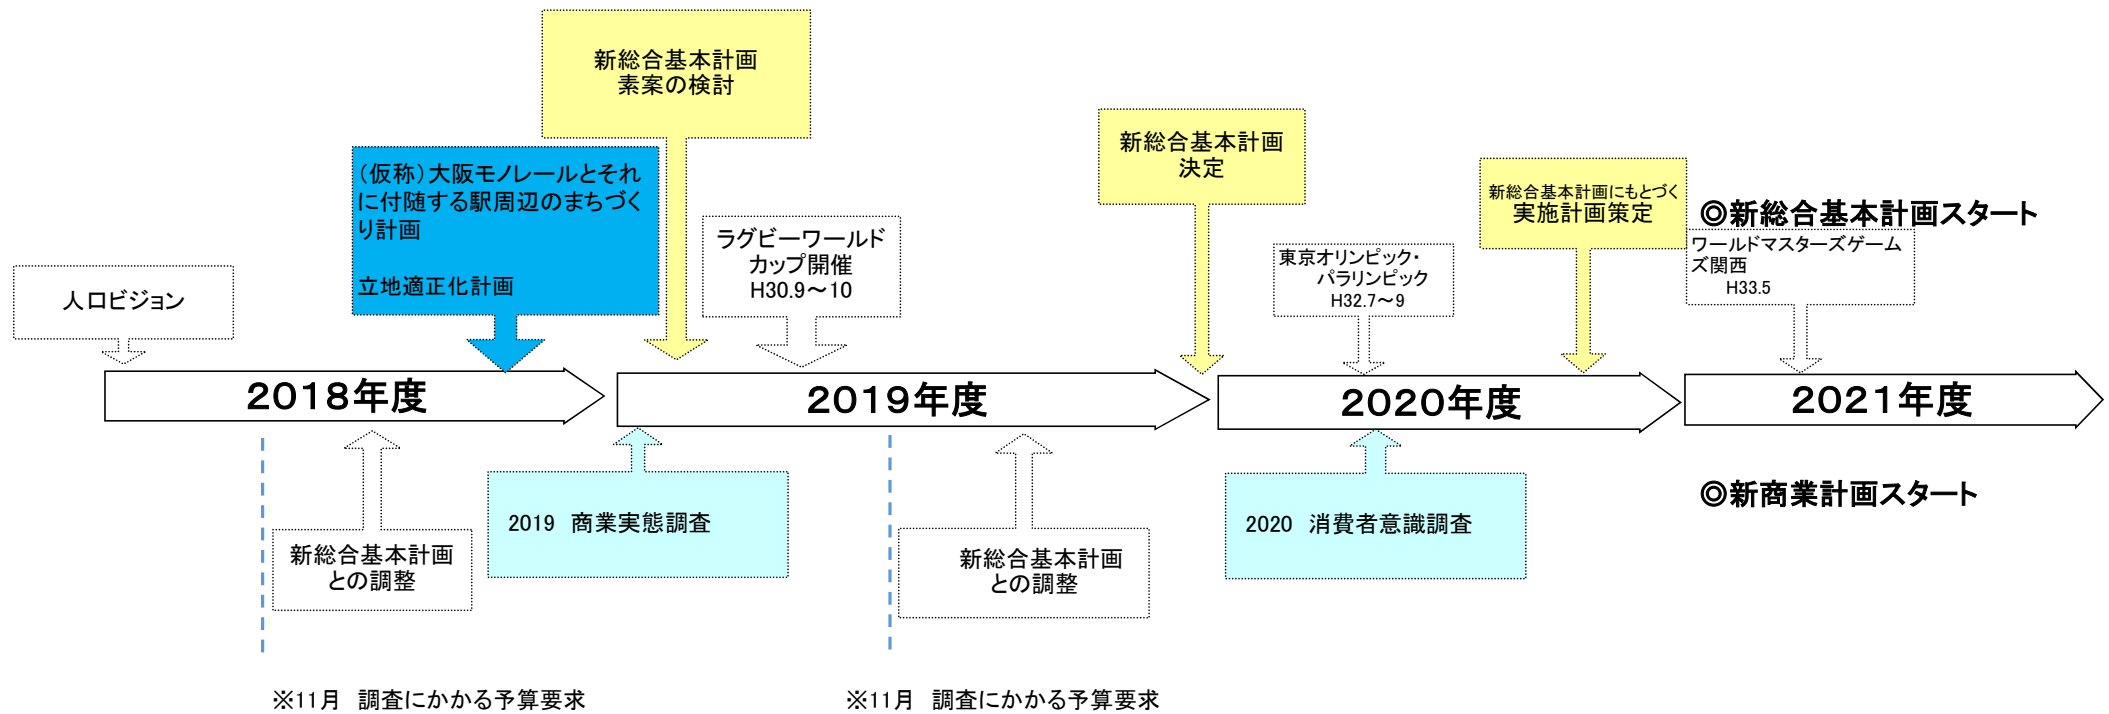 新総合基本計画
素案の検討
(仮称)大阪モノレールとそれ
に付随する駅周辺のまちづく
り計画
立地適正化計画
人口ビジョン
ラグビーワールド
カップ開催
H30.9～10
新総合基本計画
決定
東京オリンピック・
パラリンピック
H32.7～9
新総合基本計画にもとづく
実施計画策定
◎新総合基本計画スタート
ワールドマスターズゲーム
ズ関西
H33.5
2018年度
2019年度
2020年度
2021年度
新総合基本計画
との調整
2019 商業実態調査
新総合基本計画
との調整
2020 消費者意識調査
◎新商業計画スタート
※11月 調査にかかる予算要求
※11月 調査にかかる予算要求